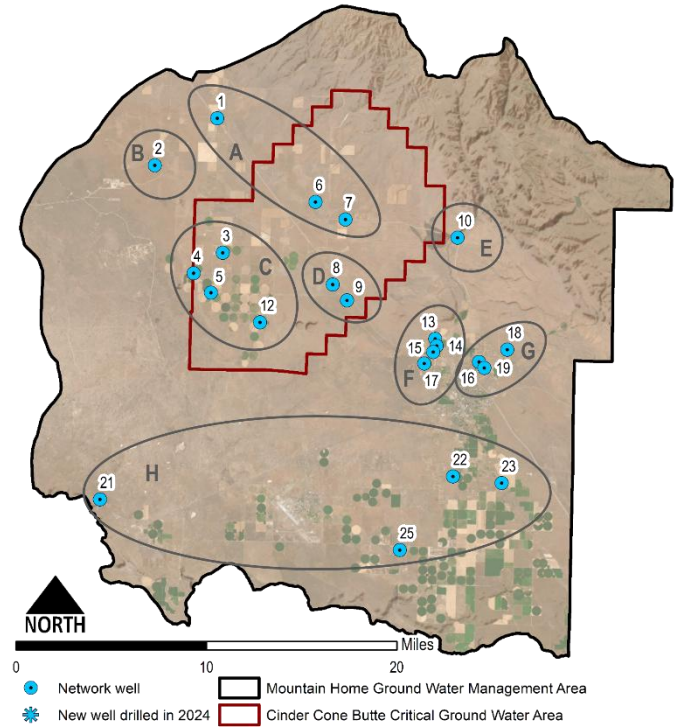 1
A
B
2
6
7
10
E
3
4
C
5
D
8
9
12
13
18
14
G
15
16
19
F
17
H
22
23
21
25
NORTH
Miles
0 10 20
Network well Mountain Home Ground Water Management Area
New well drilled in 2024 Cinder Cone Butte Critical Ground Water Area